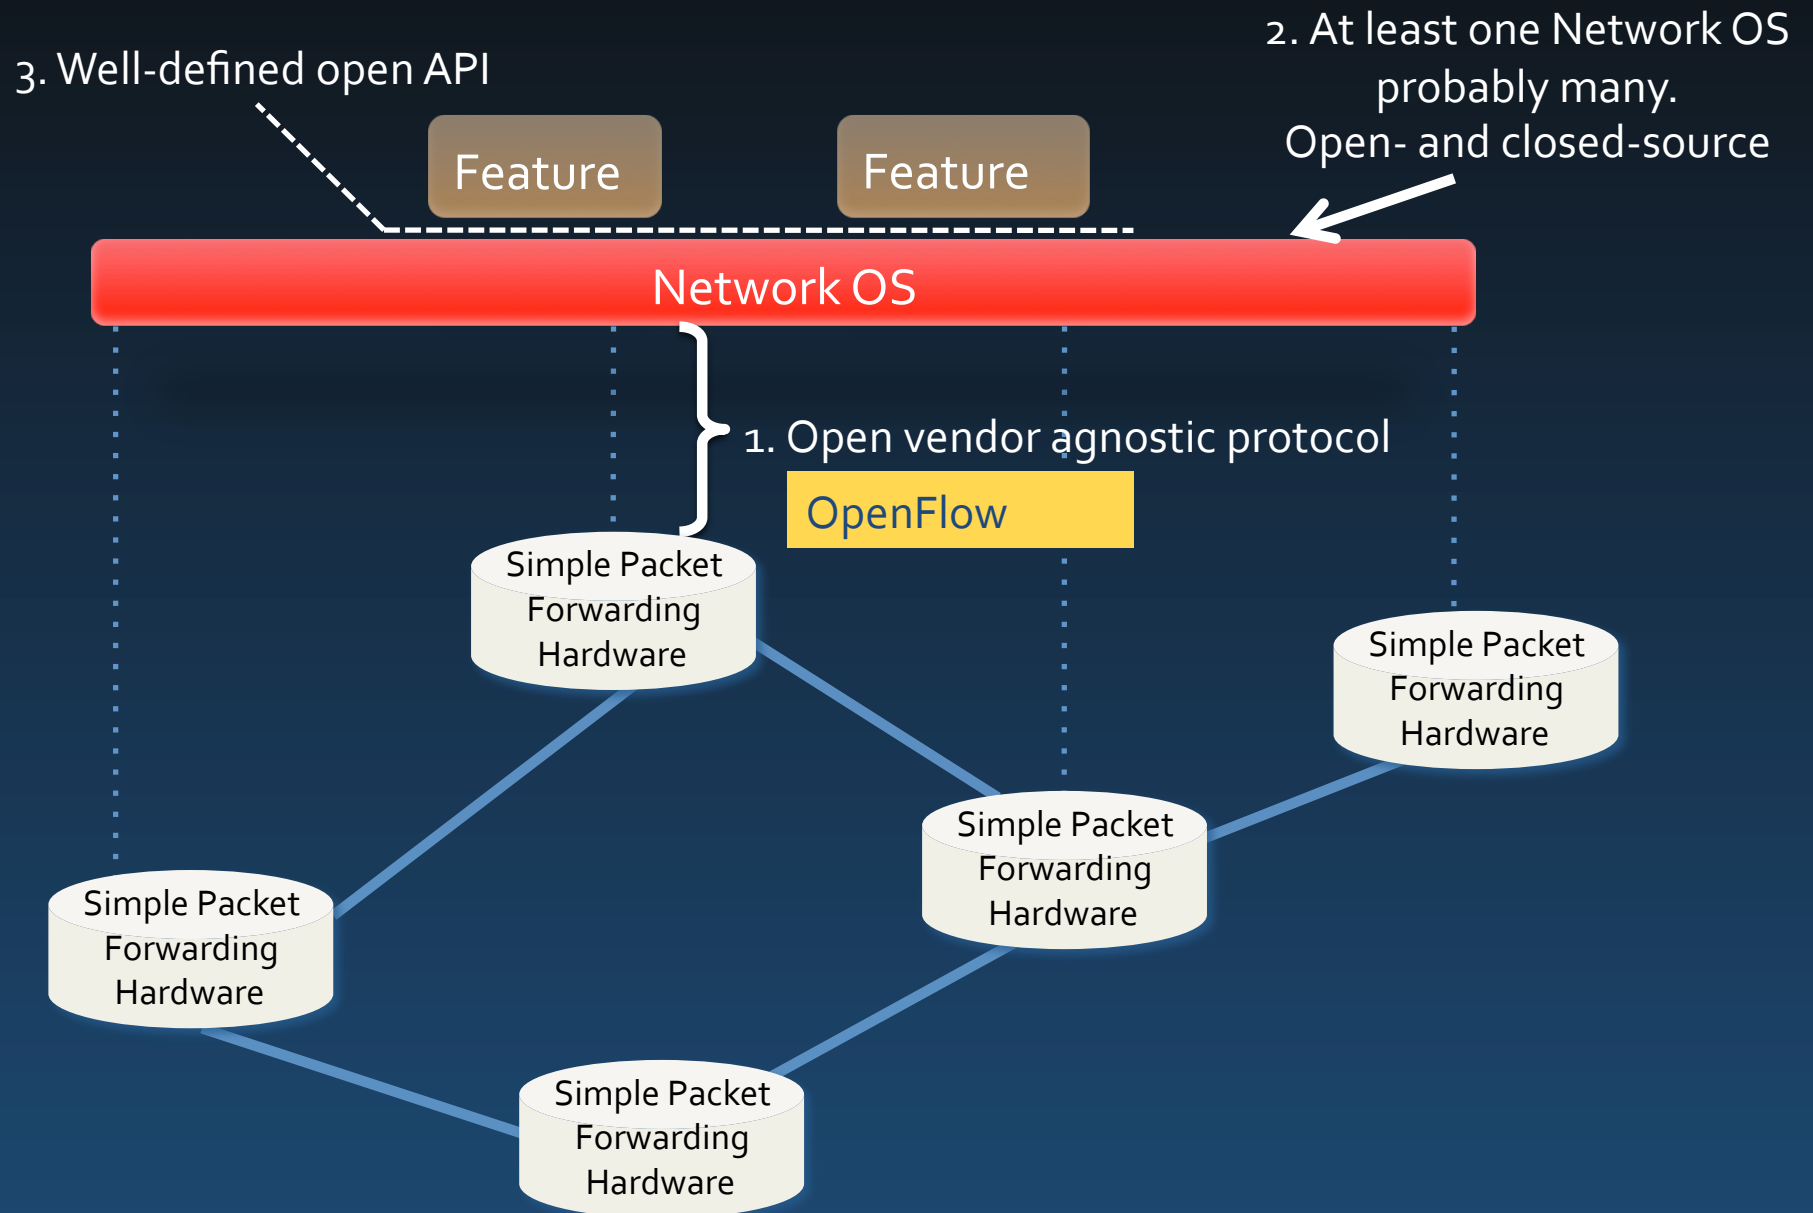 2. At least one Network OS
probably many.
Open- and closed-source
3. Well-defined open API
Feature
Feature
Network OS
1. Open vendor agnostic protocol
OpenFlow
Simple Packet
Forwarding
Hardware
Simple Packet
Forwarding
Hardware
Simple Packet
Forwarding
Hardware
Simple Packet
Forwarding
Hardware
Simple Packet
Forwarding
Hardware